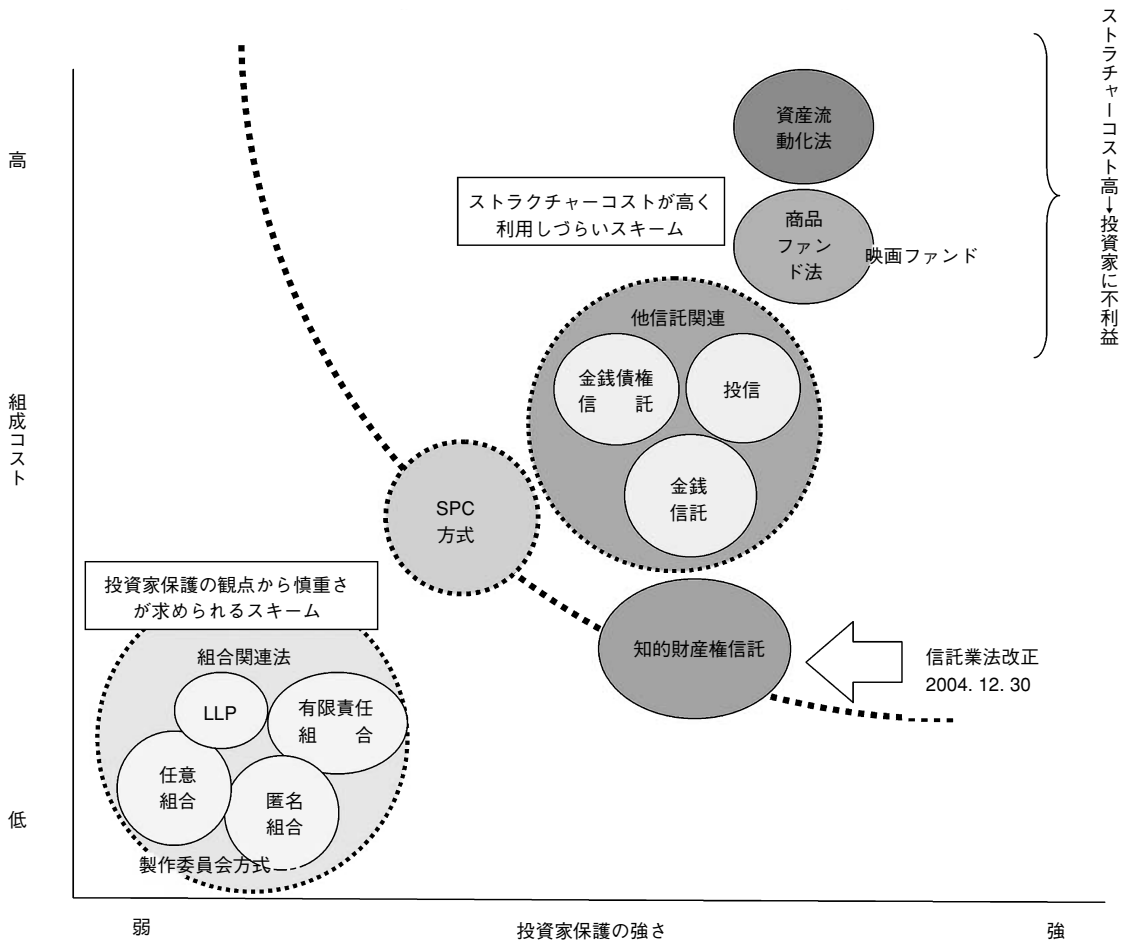 ストラチャーコスト高→投資家に不利益
高
資産流
動化法
ストラクチャーコストが高く
利用しづらいスキーム
商品
ファン
ド法
映画ファンド
他信託関連
金銭債権
信　託
投信
金銭
信託
組成コスト
SPC
方式
投資家保護の観点から慎重さ
が求められるスキーム
知的財産権信託
信託業法改正
2004. 12. 30
組合関連法
LLP
有限責任
組　合
任意
組合
匿名
組合
製作委員会方式
低
弱
投資家保護の強さ
強